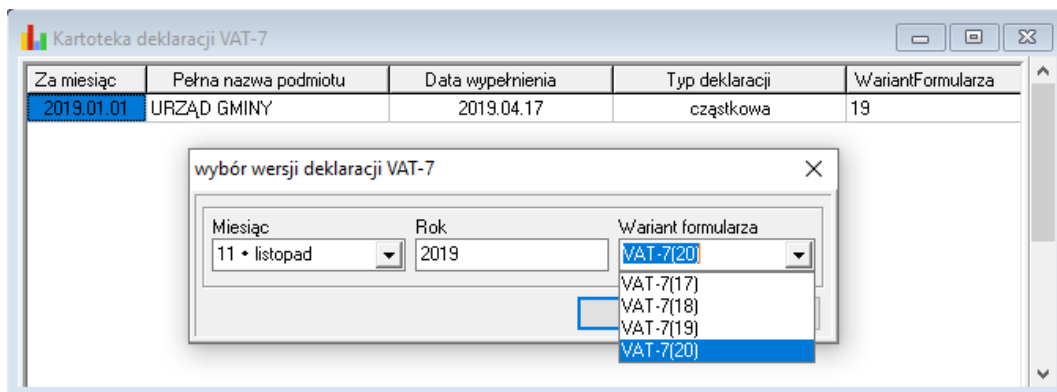 Kartoteka deklaracji VAT-7
Za miesiąc Pełna nazwa podmiotu Data wypełnienia Typ deklaracji WariantFormularza
2019.01.01 URZĄD GMINY 2019.04.17 cząstkowa 19
wybór wersji deklaracji VAT-7
Miesiąc Rok Wariant formularza
11 • listopad 2019 VAT-7(20)
VAT-7(17)
VAT-7(18)
VAT-7(19)
VAT-7(20)